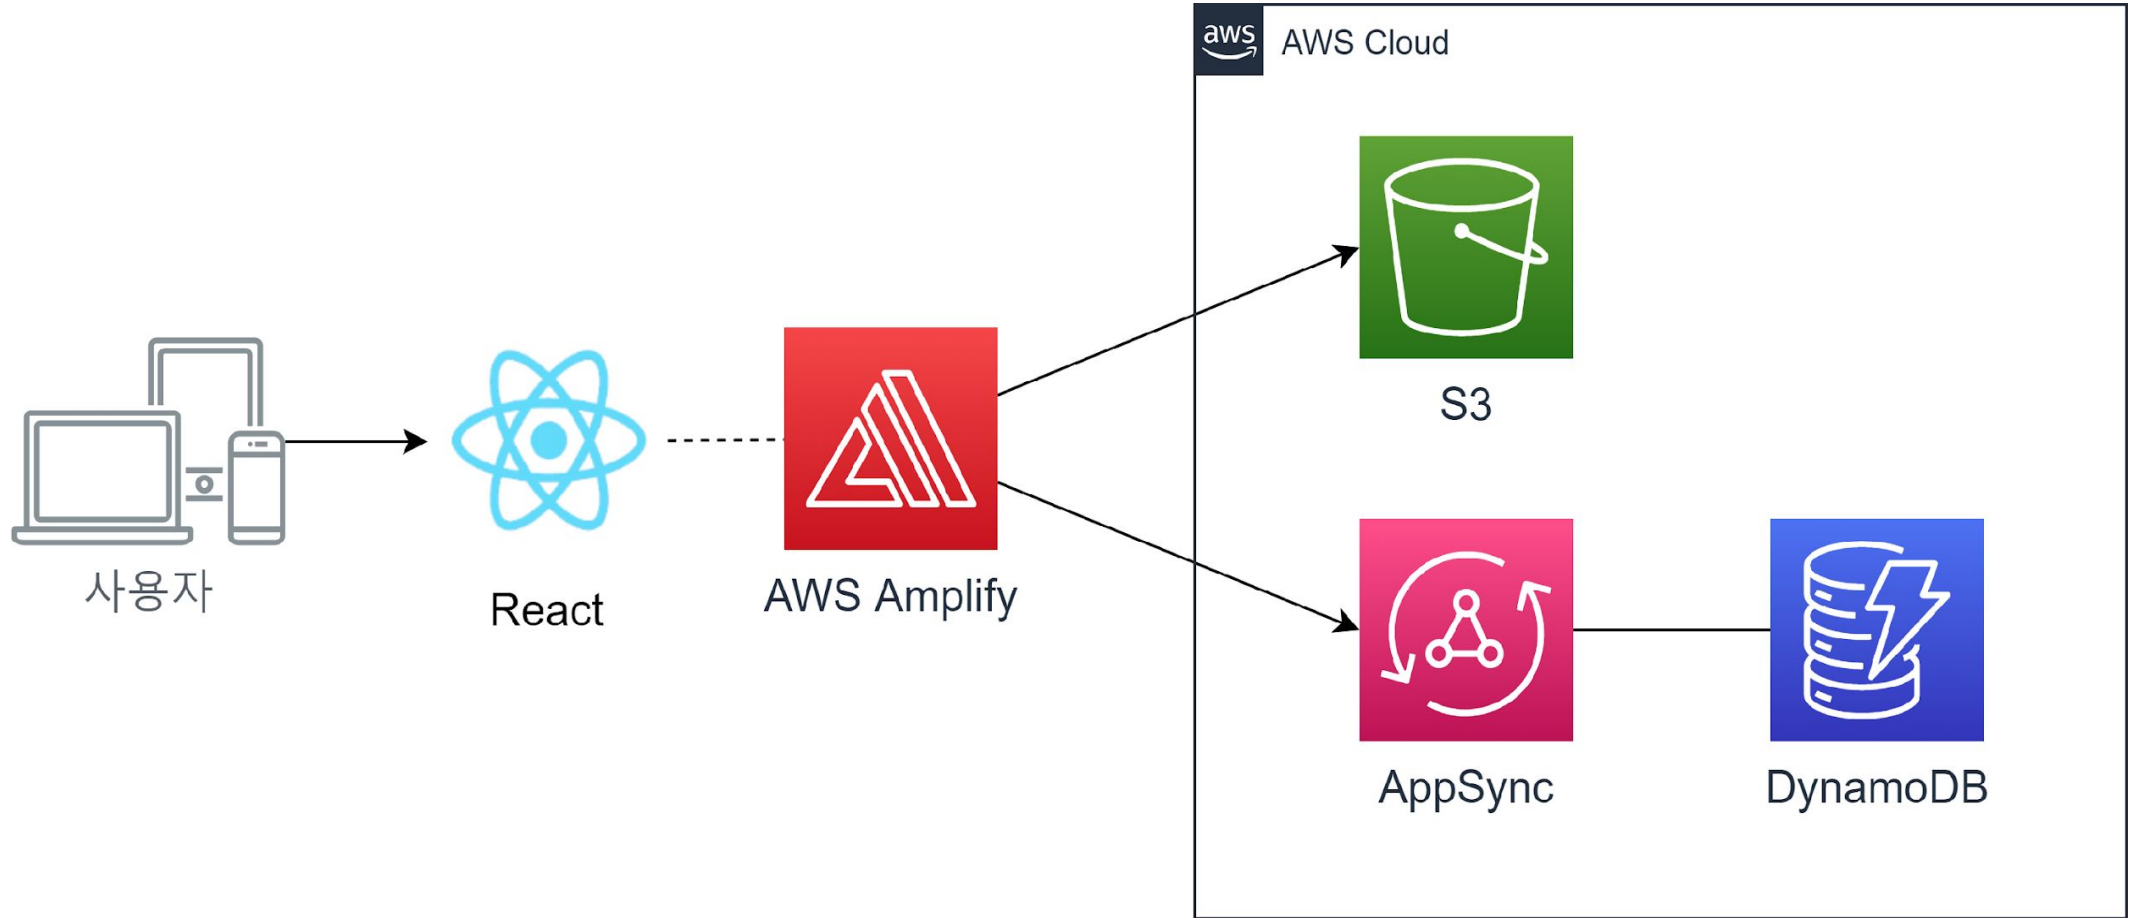 aws
AWS Cloud
S3
사용자
React
AWS Amplify
AppSync
DynamoDB